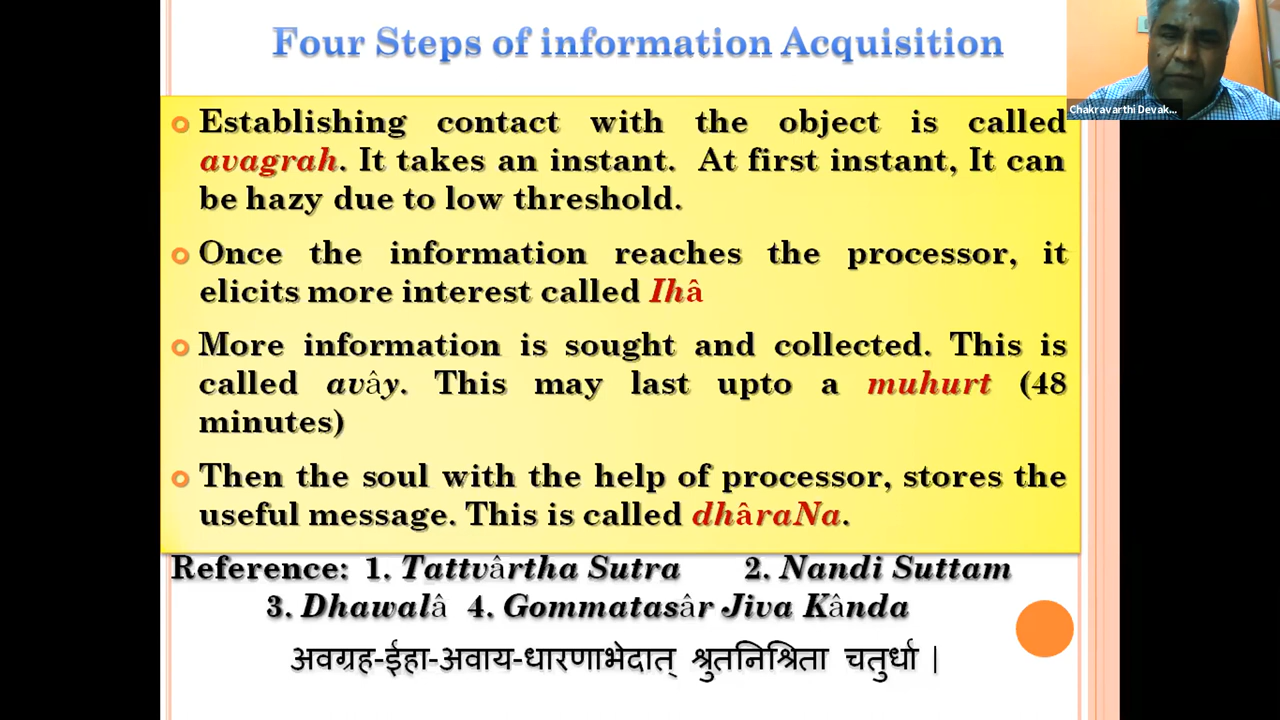 Four Steps of information Acquisition
Chakravarthi Devak...
Establishing contact with the object is called
avagrah. It takes an instant. At first instant, It can
be hazy due to low threshold.
Once the information reaches the processor, it
elicits more interest called Ihâ
More information is sought and collected. This is
called avây. This may last upto a muhurt (48
minutes)
Then the soul with the help of processor, stores the
useful message. This is called dhâraNa.
Reference: 1. Tattvârtha Sutra 2. Nandi Suttam
3. Dhawalâ 4. Gommatasâr Jiva Kânda
अवग्रह-ईहा-अवाय-धारणाभेदात् श्रुतनिश्रिता चतुर्धा |